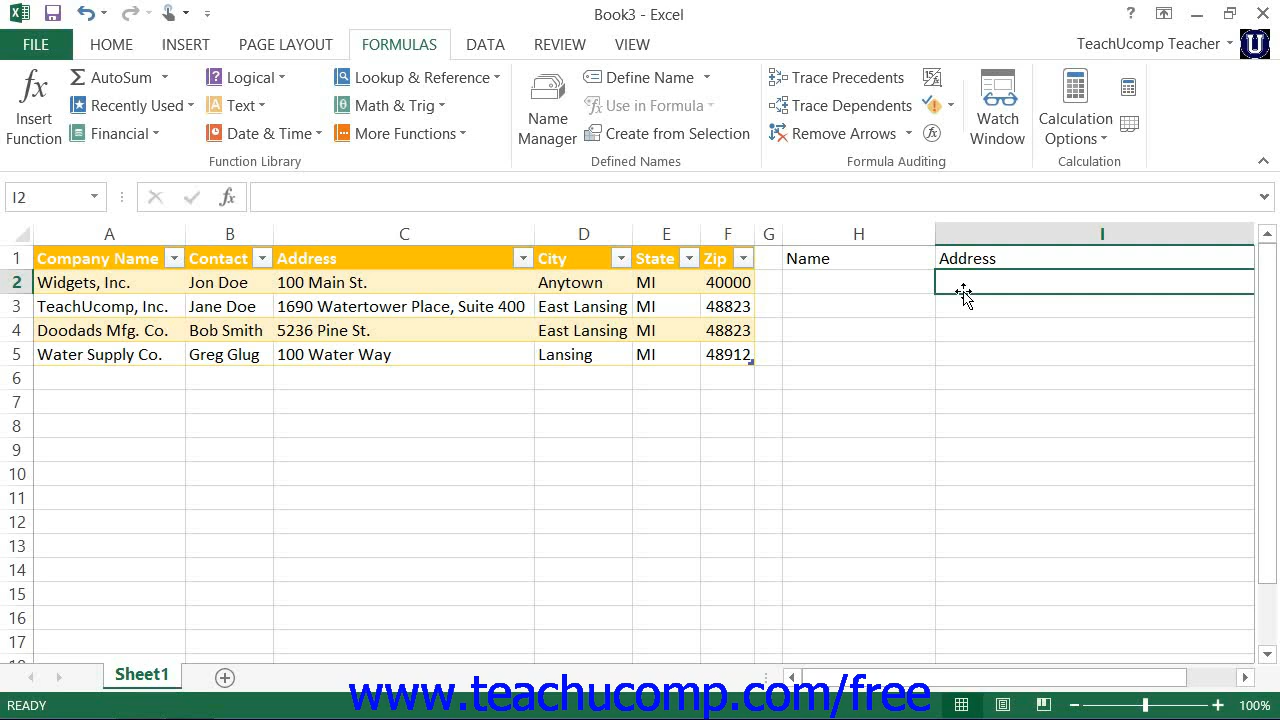 Book3 - Excel
?
FILE HOME INSERT PAGE LAYOUT FORMULAS DATA REVIEW VIEW TeachUcomp Teacher U
fx Σ AutoSum ? Logical Lookup & Reference Define Name Trace Precedents
Insert Function Recently Used A Text θ Math & Trig Name Manager Use in Formula Trace Dependents Watch Window Calculation Options
Financial Date & Time More Functions Create from Selection Remove Arrows fx
Function Library Defined Names Formula Auditing Calculation
I2 fx
A B C D E F G H I
1 Company Name Contact Address City State Zip Name Address
2 Widgets, Inc. Jon Doe 100 Main St. Anytown MI 40000
3 TeachUcomp, Inc. Jane Doe 1690 Watertower Place, Suite 400 East Lansing MI 48823
4 Doodads Mfg. Co. Bob Smith 5236 Pine St. East Lansing MI 48823
5 Water Supply Co. Greg Glug 100 Water Way Lansing MI 48912
6
7
8
9
10
11
12
13
14
15
16
17
Sheet1
www.teachucomp.com/free
READY 100%